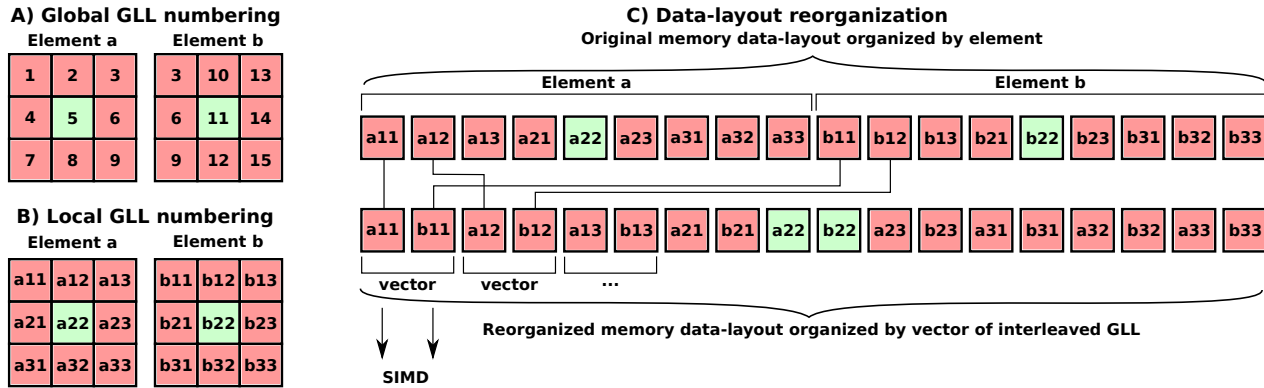 A) Global GLL numbering
Element a Element b
1 2 3 3 10 13
4 5 6 6 11 14
7 8 9 9 12 15
B) Local GLL numbering
Element a Element b
a11 a12 a13 b11 b12 b13
a21 a22 a23 b21 b22 b23
a31 a32 a33 b31 b32 b33
C) Data-layout reorganization
Original memory data-layout organized by element
Element a Element b
a11 a12 a13 a21 a22 a23 a31 a32 a33 b11 b12 b13 b21 b22 b23 b31 b32 b33
a11 b11 a12 b12 a13 b13 a21 b21 a22 b22 a23 b23 a31 b31 a32 b32 a33 b33
vector vector ...
Reorganized memory data-layout organized by vector of interleaved GLL
SIMD